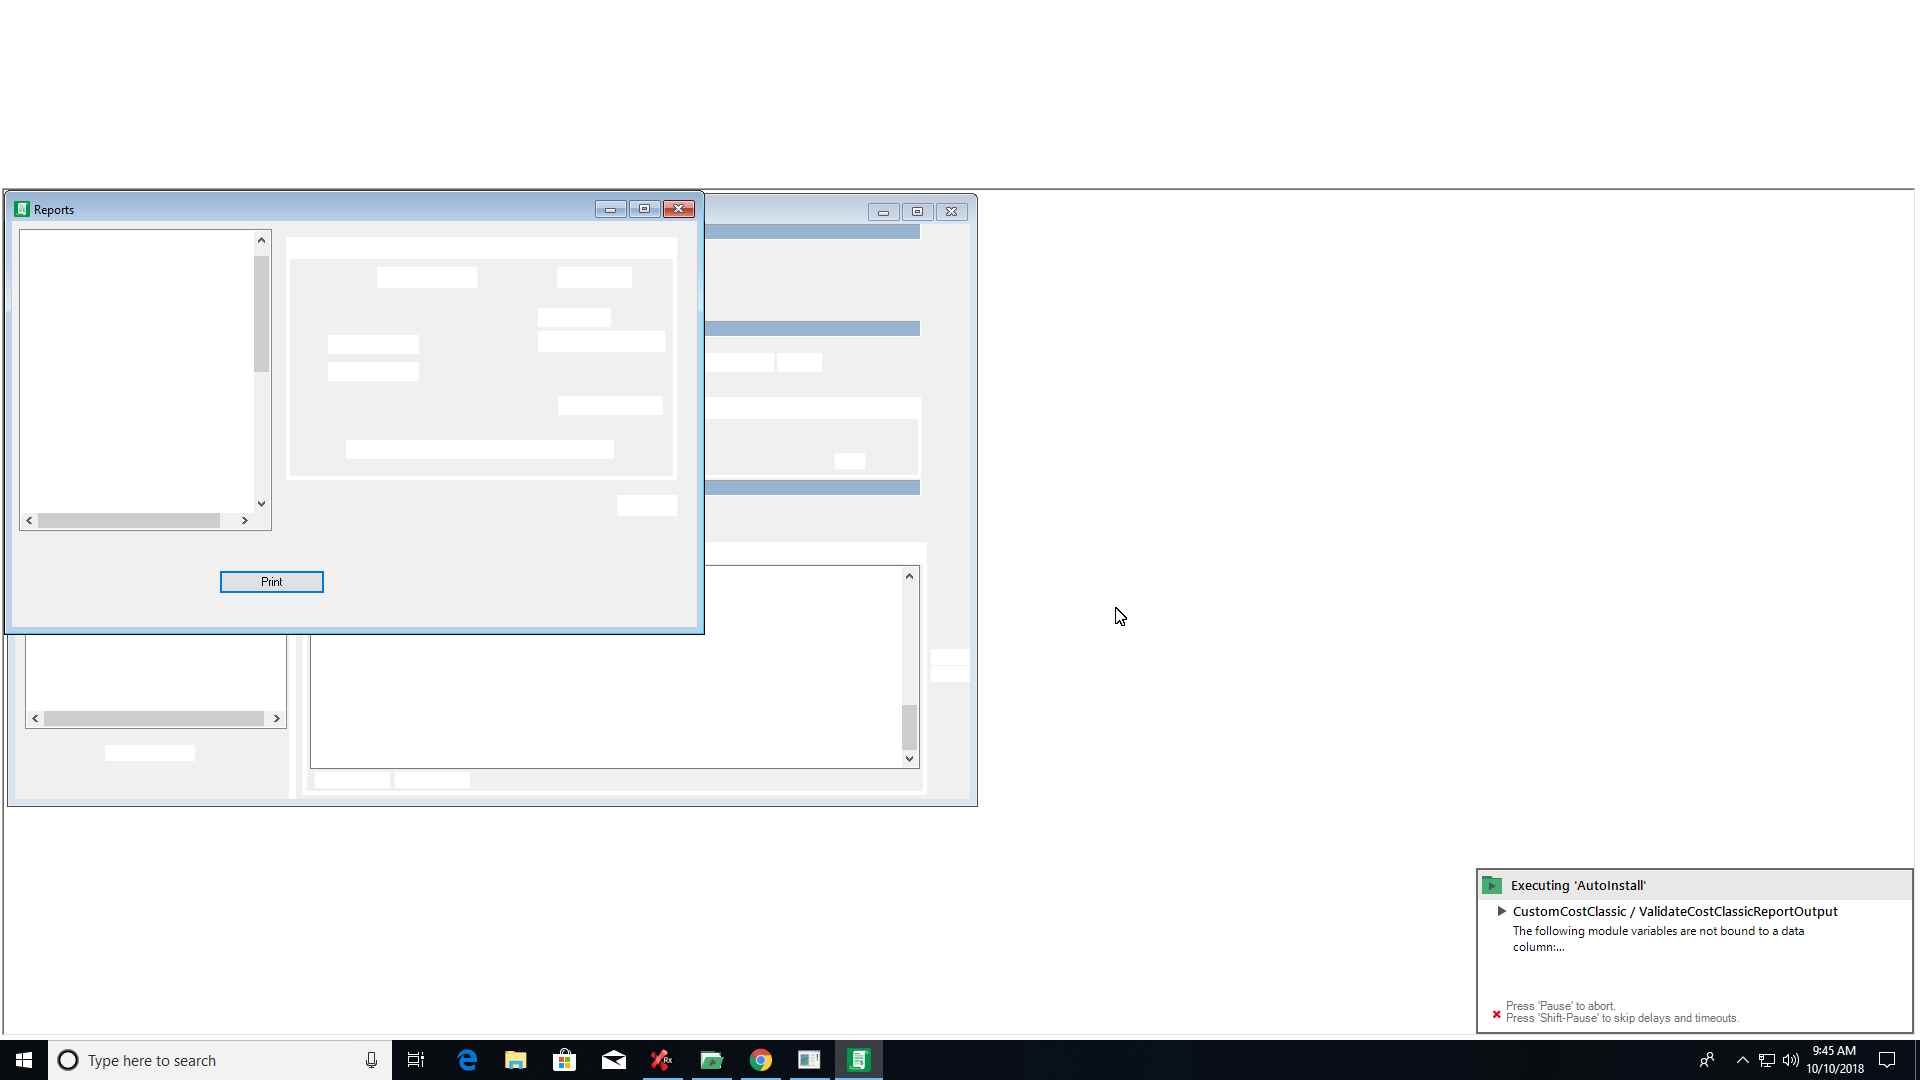 Reports
Print
Executing 'AutoInstall'
CustomCostClassic / ValidateCostClassicReportOutput
The following module variables are not bound to a data
column:...
Press 'Pause' to abort.
Press 'Shift-Pause' to skip delays and timeouts.
Type here to search
Rx
9:45 AM
10/10/2018